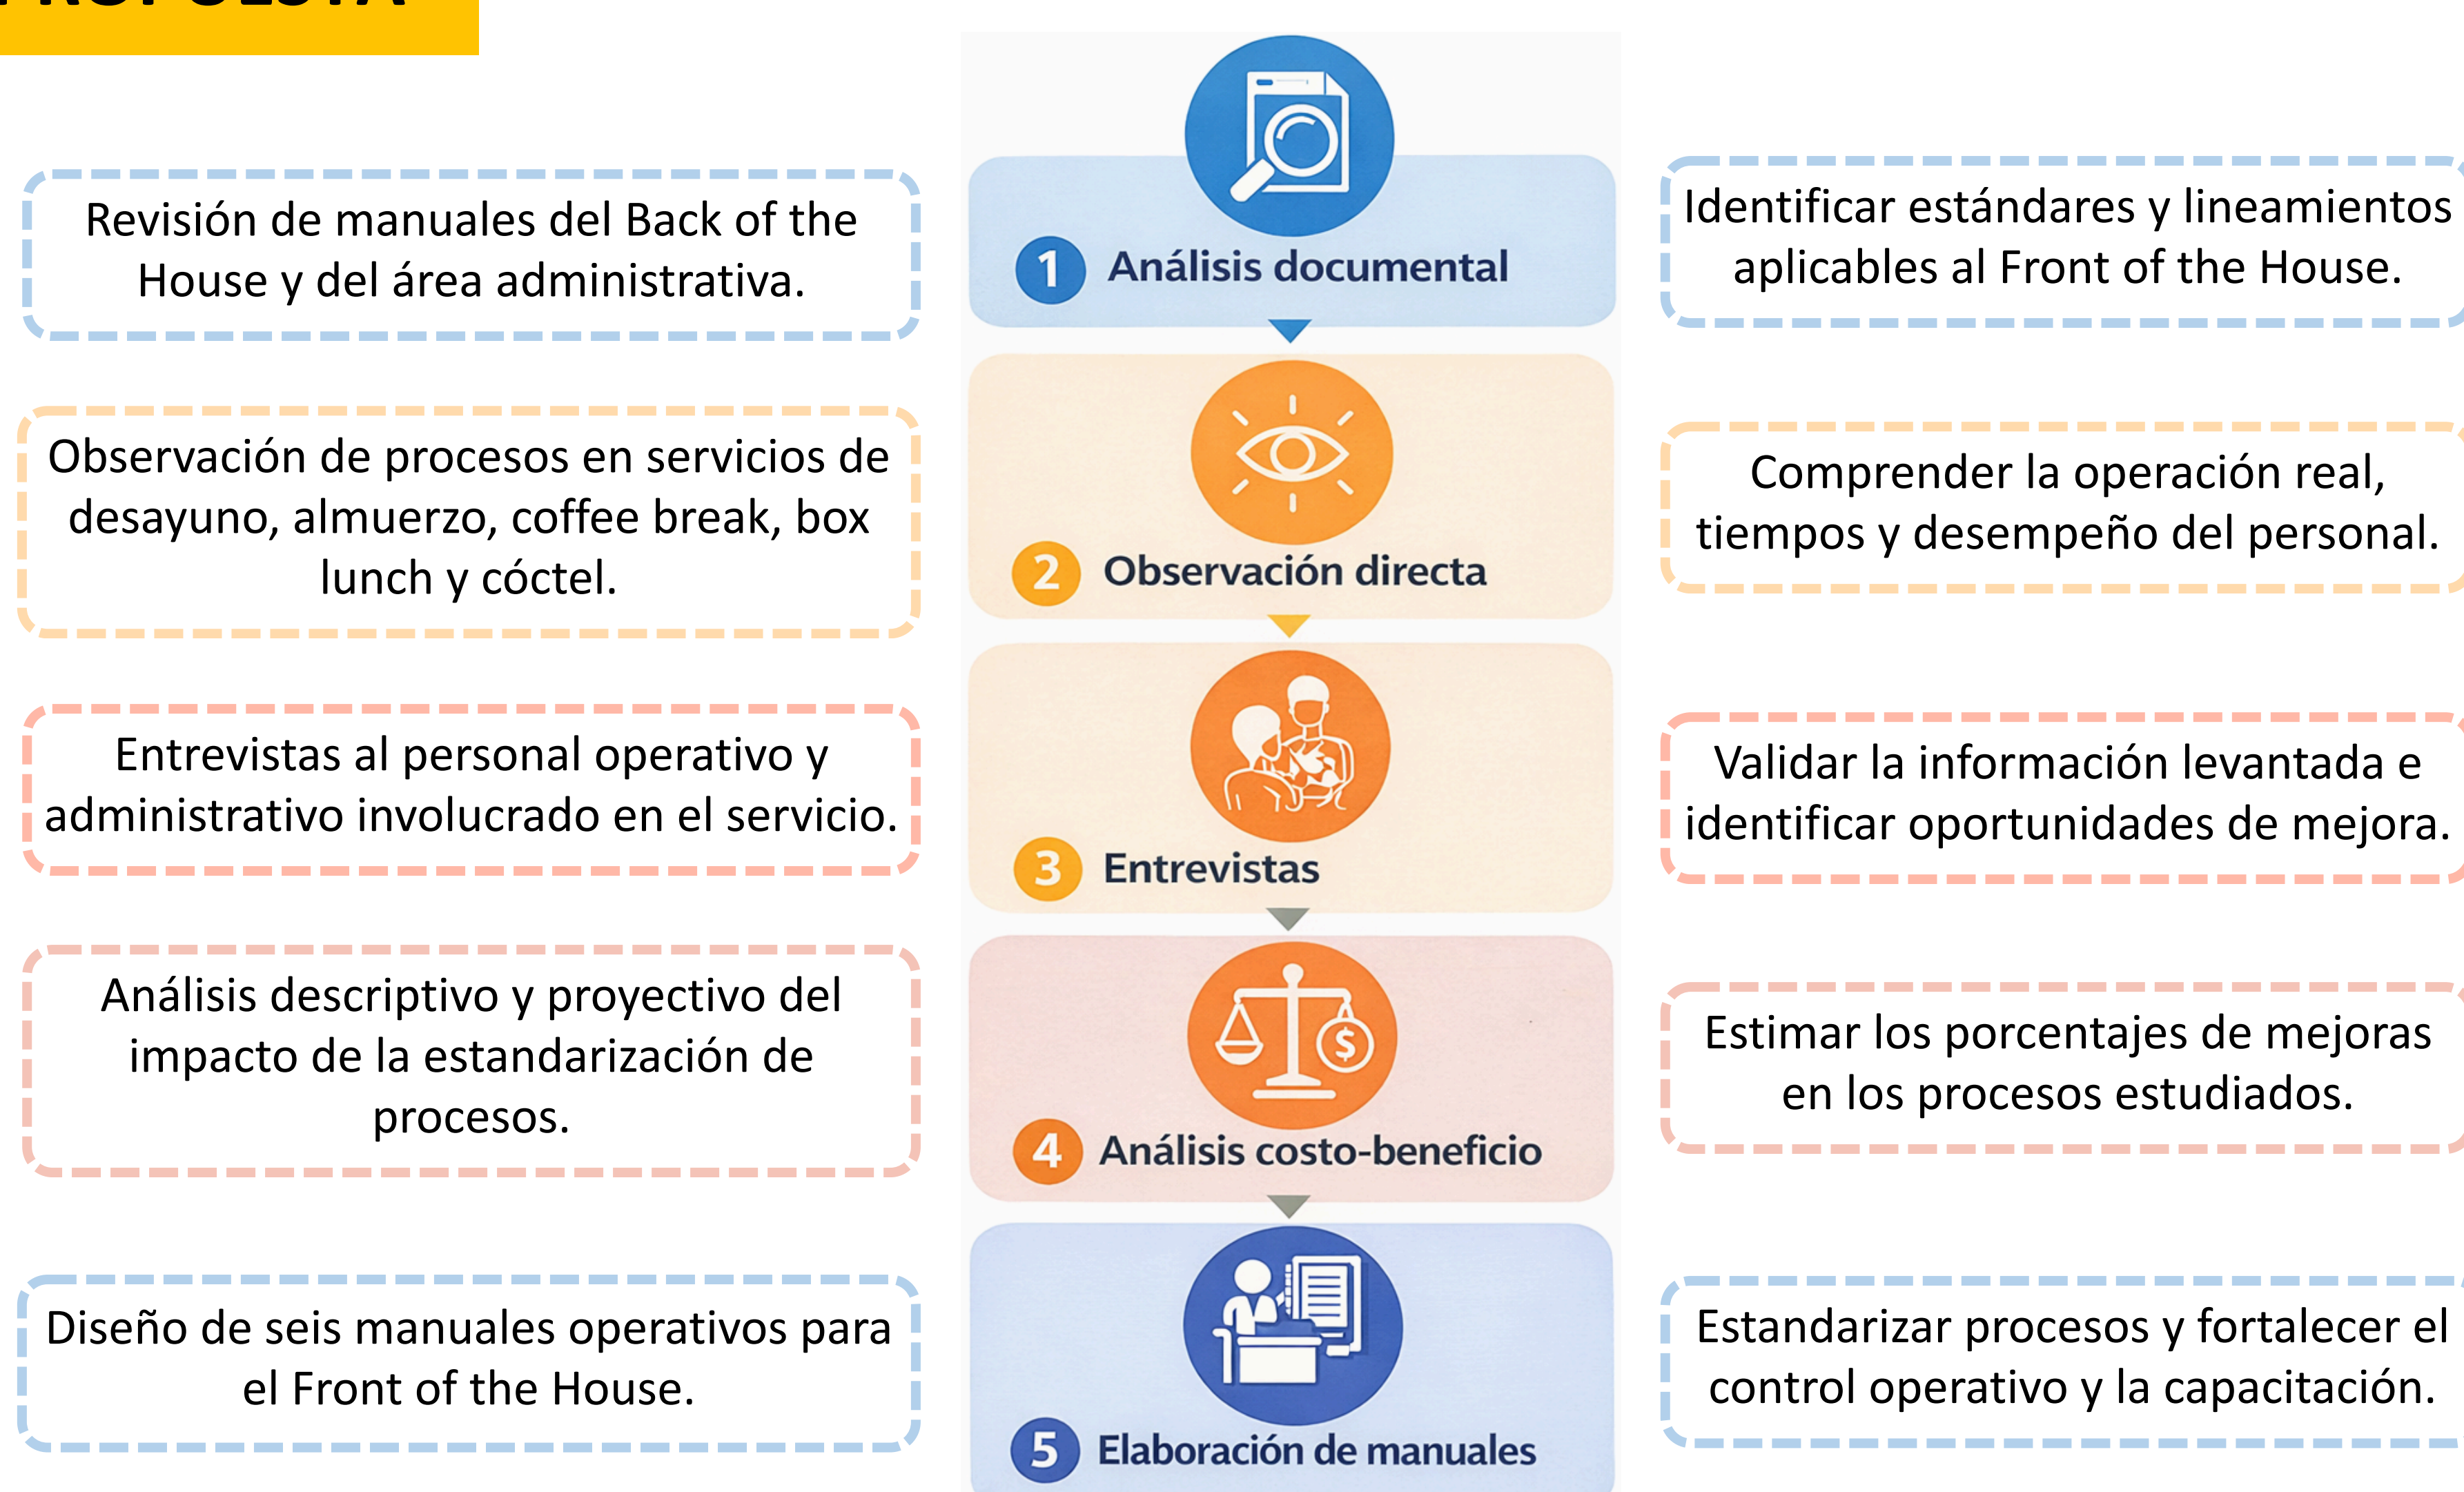 PROPUESTA
Revisión de manuales del Back of the
House y del área administrativa.
1 Análisis documental
Identificar estándares y lineamientos
aplicables al Front of the House.
Observación de procesos en servicios de
desayuno, almuerzo, coffee break, box
lunch y cóctel.
2 Observación directa
Comprender la operación real,
tiempos y desempeño del personal.
Entrevistas al personal operativo y
administrativo involucrado en el servicio.
3 Entrevistas
Validar la información levantada e
identificar oportunidades de mejora.
Análisis descriptivo y proyectivo del
impacto de la estandarización de
procesos.
4 Análisis costo-beneficio
$
Estimar los porcentajes de mejoras
en los procesos estudiados.
Diseño de seis manuales operativos para
el Front of the House.
5 Elaboración de manuales
Estandarizar procesos y fortalecer el
control operativo y la capacitación.